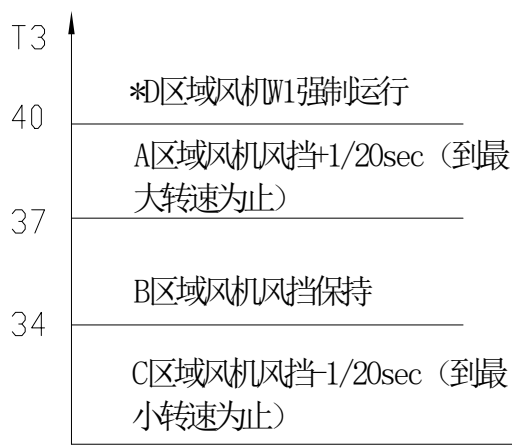 T3
*D区域风机W1强制运行
40
A区域风机风挡+1/20sec（到最
大转速为止）
37
B区域风机风挡保持
34
C区域风机风挡-1/20sec（到最
小转速为止）